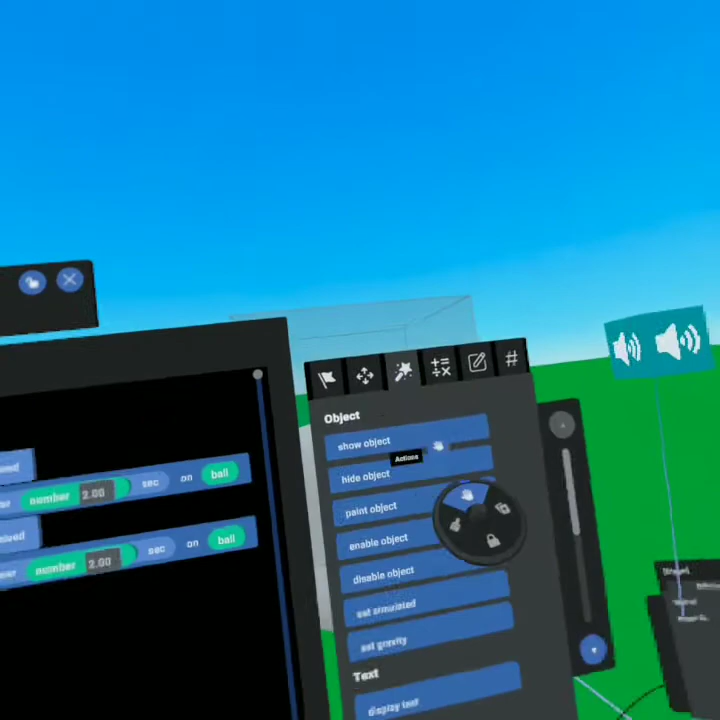 Object
show object
Actions
hide object
paint object
enable object
disable object
set simulated
set gravity
Text
display text
number 2.00 sec on ball
number 2.00 sec on ball